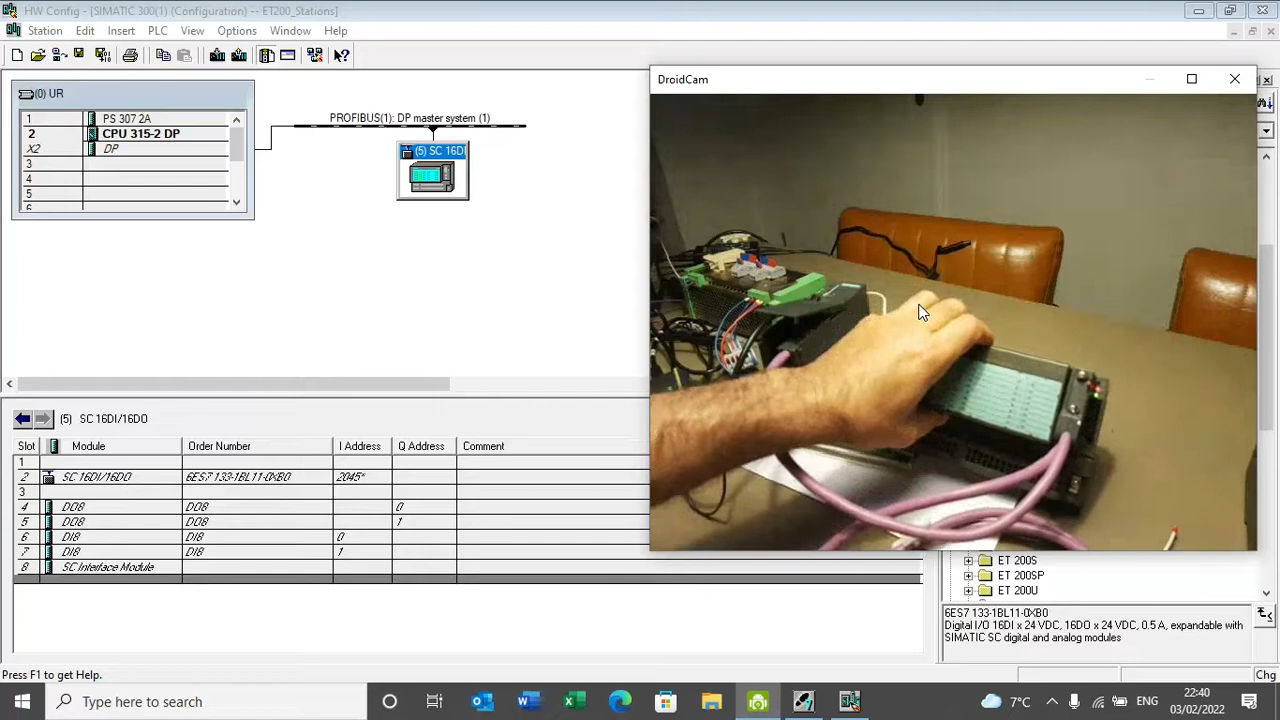 HW Config - [SIMATIC 300(1) (Configuration) -- ET200_Stations]
Station Edit Insert PLC View Options Window Help
DroidCam
(0) UR
1 PS 307 2A
2 CPU 315-2 DP
X2 DP
3
4
5
6
PROFIBUS(1): DP master system (1)
(5) SC 16DI
(5) SC 16DI/16DO
Slot Module Order Number I Address Q Address Comment
1
2 SC 16DI/16DO 6ES7 133-1BL11-0XB0 2045*
3
4 DO8 DO8 0
5 DO8 DO8 1
6 DI8 DI8 0
7 DI8 DI8 1
8 SC Interface Module
ET 200S
ET 200SP
ET 200U
6ES7 133-1BL11-0XB0
Digital I/O 16DI x 24 VDC, 16DO x 24 VDC, 0.5 A, expandable with
SIMATIC SC digital and analog modules
Press F1 to get Help.
Chg
Type here to search
7°C
ENG
22:40
03/02/2022